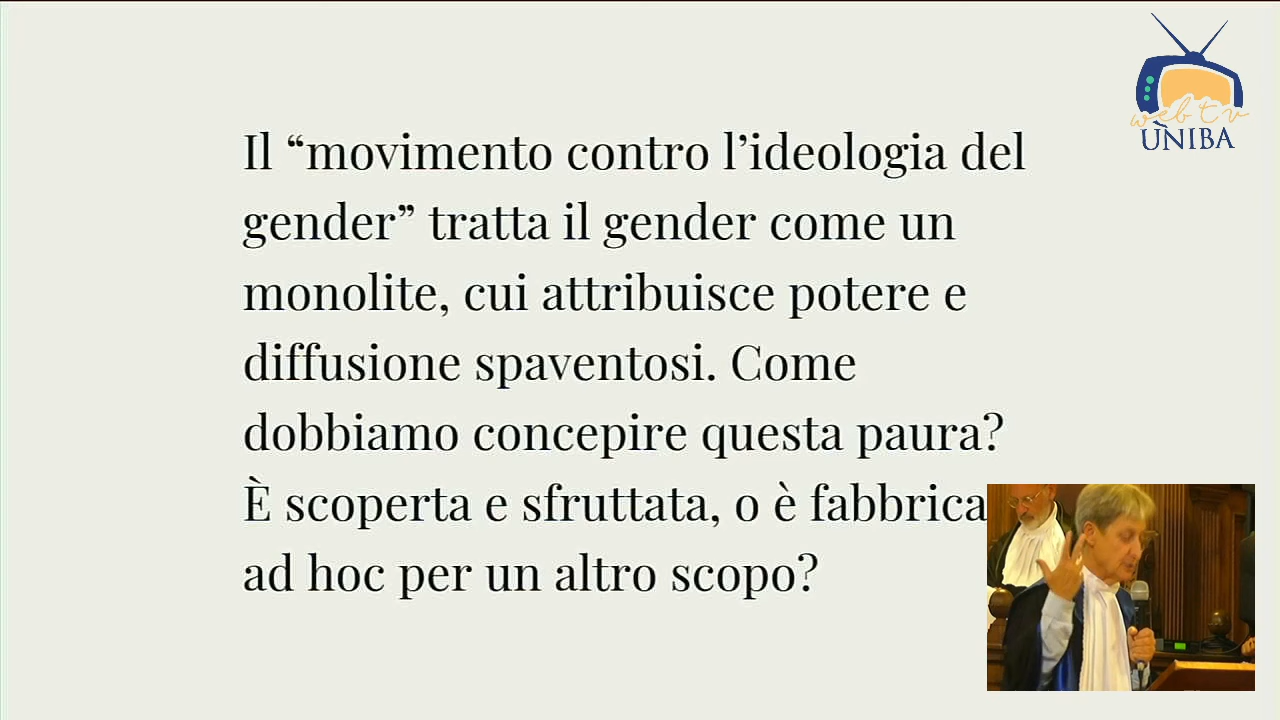 web tv
UNIBA
Il “movimento contro l’ideologia del
gender” tratta il gender come un
monolite, cui attribuisce potere e
diffusione spaventosi. Come
dobbiamo concepire questa paura?
È scoperta e sfruttata, o è fabbrica
ad hoc per un altro scopo?